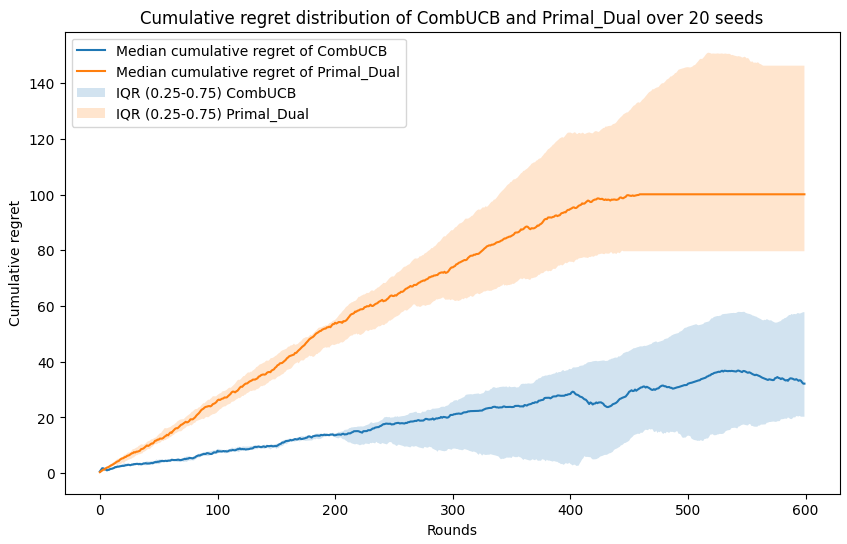 Cumulative regret distribution of CombUCB and Primal_Dual over 20 seeds
Median cumulative regret of CombUCB
Median cumulative regret of Primal_Dual
IQR (0.25-0.75) CombUCB
IQR (0.25-0.75) Primal_Dual
Cumulative regret
140
120
100
80
60
40
20
0
0 100 200 300 400 500 600
Rounds